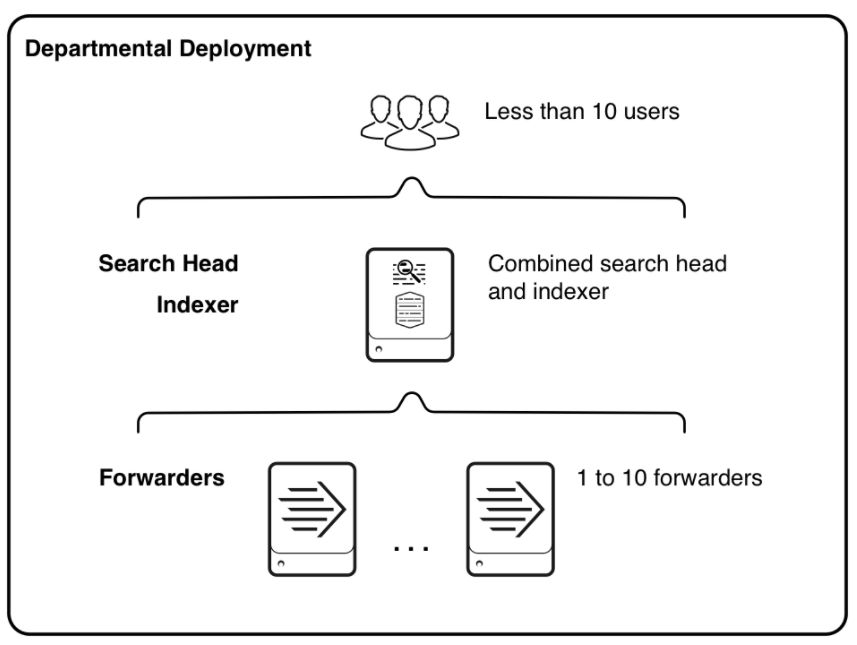 Departmental Deployment
Less than 10 users
Search Head
Indexer
Combined search head
and indexer
Forwarders
. . .
1 to 10 forwarders